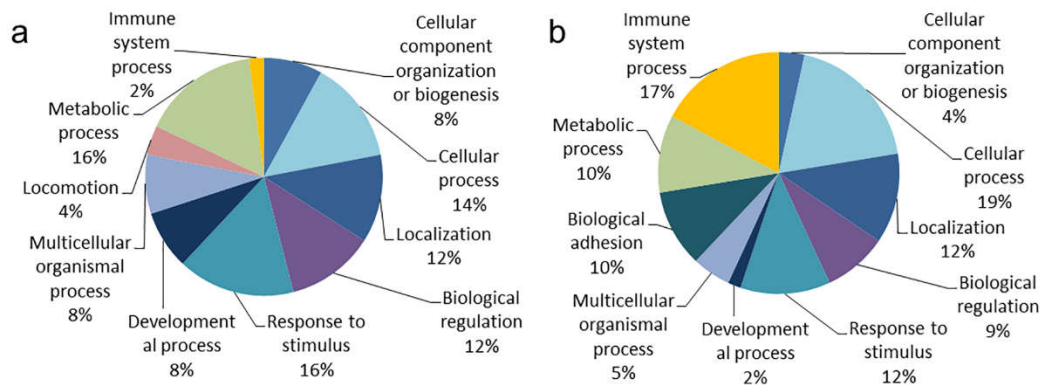 a
Immune
system
process
2%
Cellular
component
organization
or biogenesis
8%
Cellular
process
14%
Localization
12%
Biological
regulation
12%
Response to
stimulus
16%
Development
al process
8%
Multicellular
organismal
process
8%
Locomotion
4%
Metabolic
process
16%
b
Immune
system
process
17%
Cellular
component
organization
or biogenesis
4%
Cellular
process
19%
Localization
12%
Biological
regulation
9%
Response to
stimulus
12%
Development
al process
2%
Multicellular
organismal
process
5%
Biological
adhesion
10%
Metabolic
process
10%